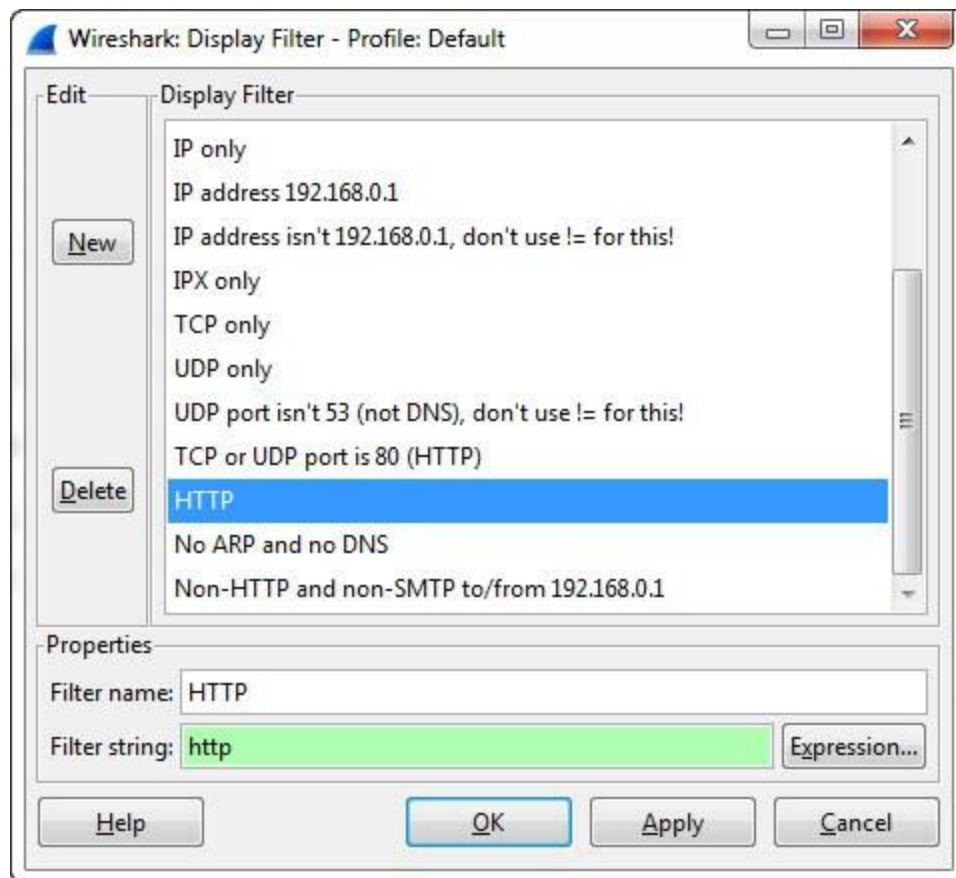 Wireshark: Display Filter - Profile: Default
Edit
Display Filter
IP only
IP address 192.168.0.1
IP address isn't 192.168.0.1, don't use != for this!
New
IPX only
TCP only
UDP only
UDP port isn't 53 (not DNS), don't use != for this!
TCP or UDP port is 80 (HTTP)
Delete
HTTP
No ARP and no DNS
Non-HTTP and non-SMTP to/from 192.168.0.1
Properties
Filter name: HTTP
Filter string: http Expression...
Help OK Apply Cancel